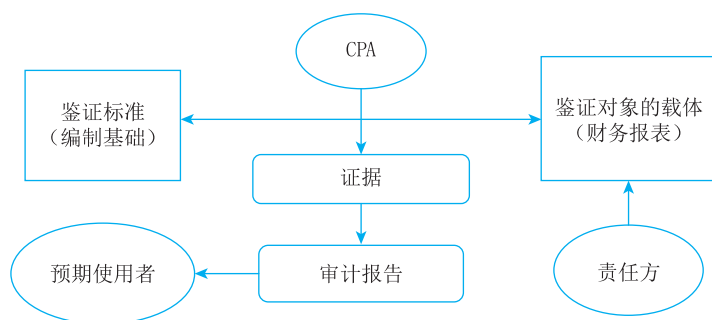 CPA
鉴证标准
（编制基础）
鉴证对象的载体
（财务报表）
证据
预期使用者
审计报告
责任方